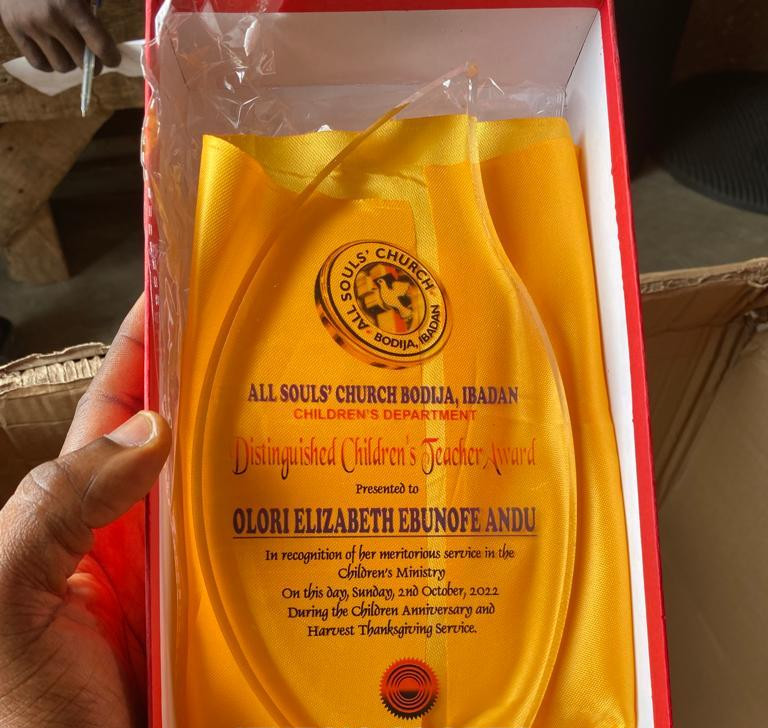 ALL SOULS' CHURCH
BODIJA, IBADAN
ALL SOULS' CHURCH BODIJA, IBADAN
CHILDREN'S DEPARTMENT
Distinguished Children's Teacher Award
Presented to
OLORI ELIZABETH EBUNOFE ANDU
In recognition of her meritorious service in the
Children's Ministry
On this day, Sunday, 2nd October, 2022
During the Children Anniversary and
Harvest Thanksgiving Service.